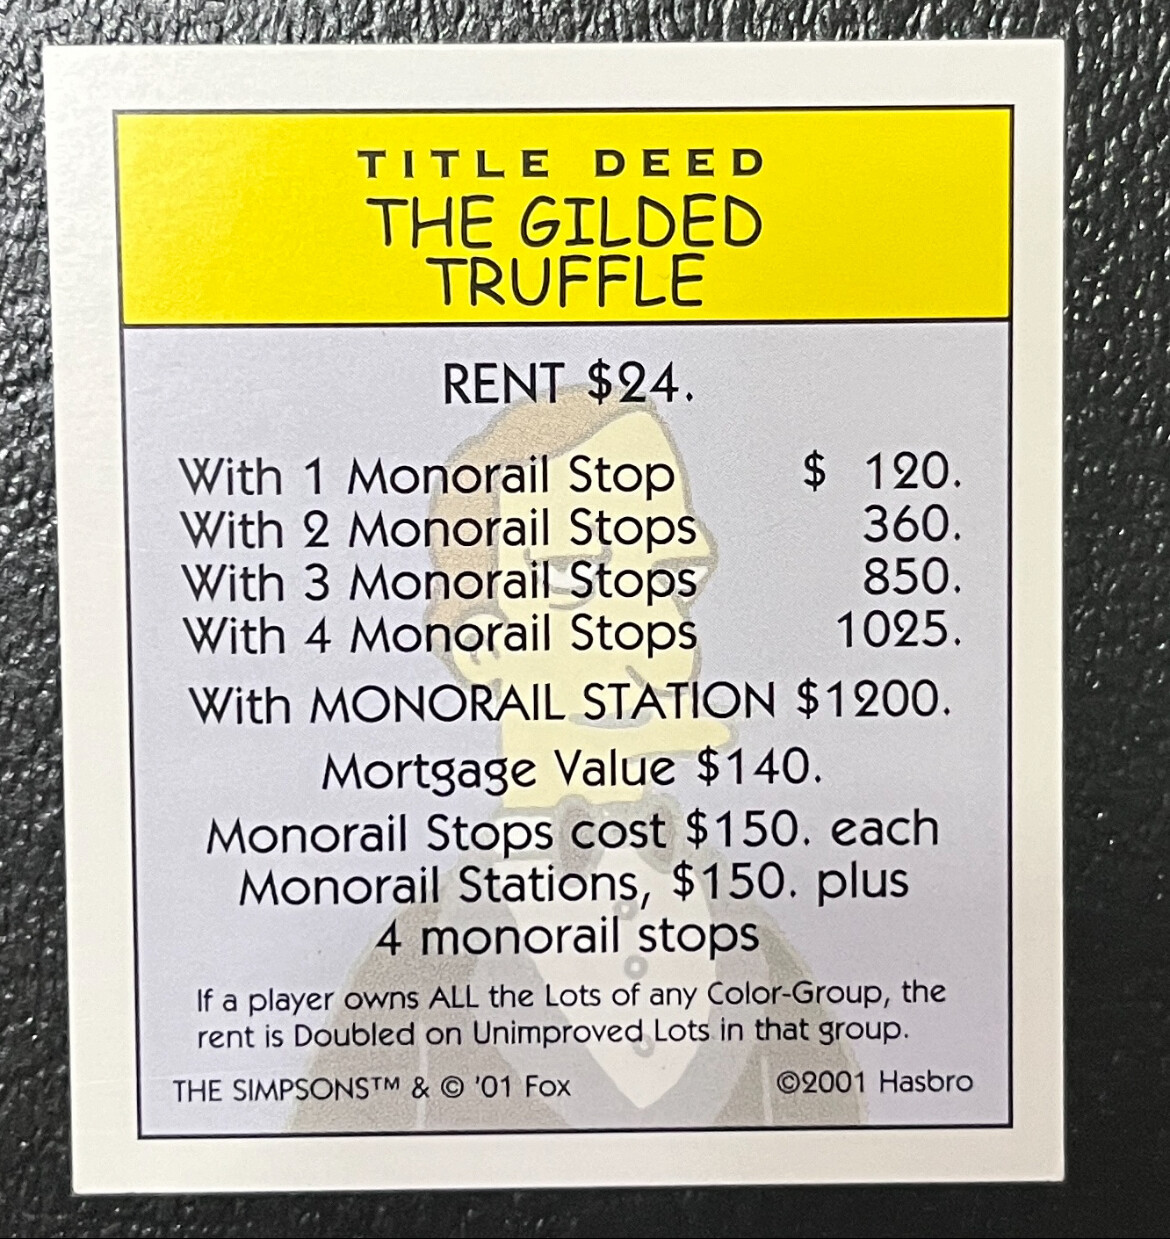 TITLE DEED
THE GILDED
TRUFFLE
RENT $24.
With 1 Monorail Stop $ 120.
With 2 Monorail Stops 360.
With 3 Monorail Stops 850.
With 4 Monorail Stops 1025.
With MONORAIL STATION $1200.
Mortgage Value $140.
Monorail Stops cost $150. each
Monorail Stations, $150. plus
4 monorail stops
If a player owns ALL the Lots of any Color-Group, the
rent is Doubled on Unimproved Lots in that group.
THE SIMPSONS™ & © '01 Fox ©2001 Hasbro